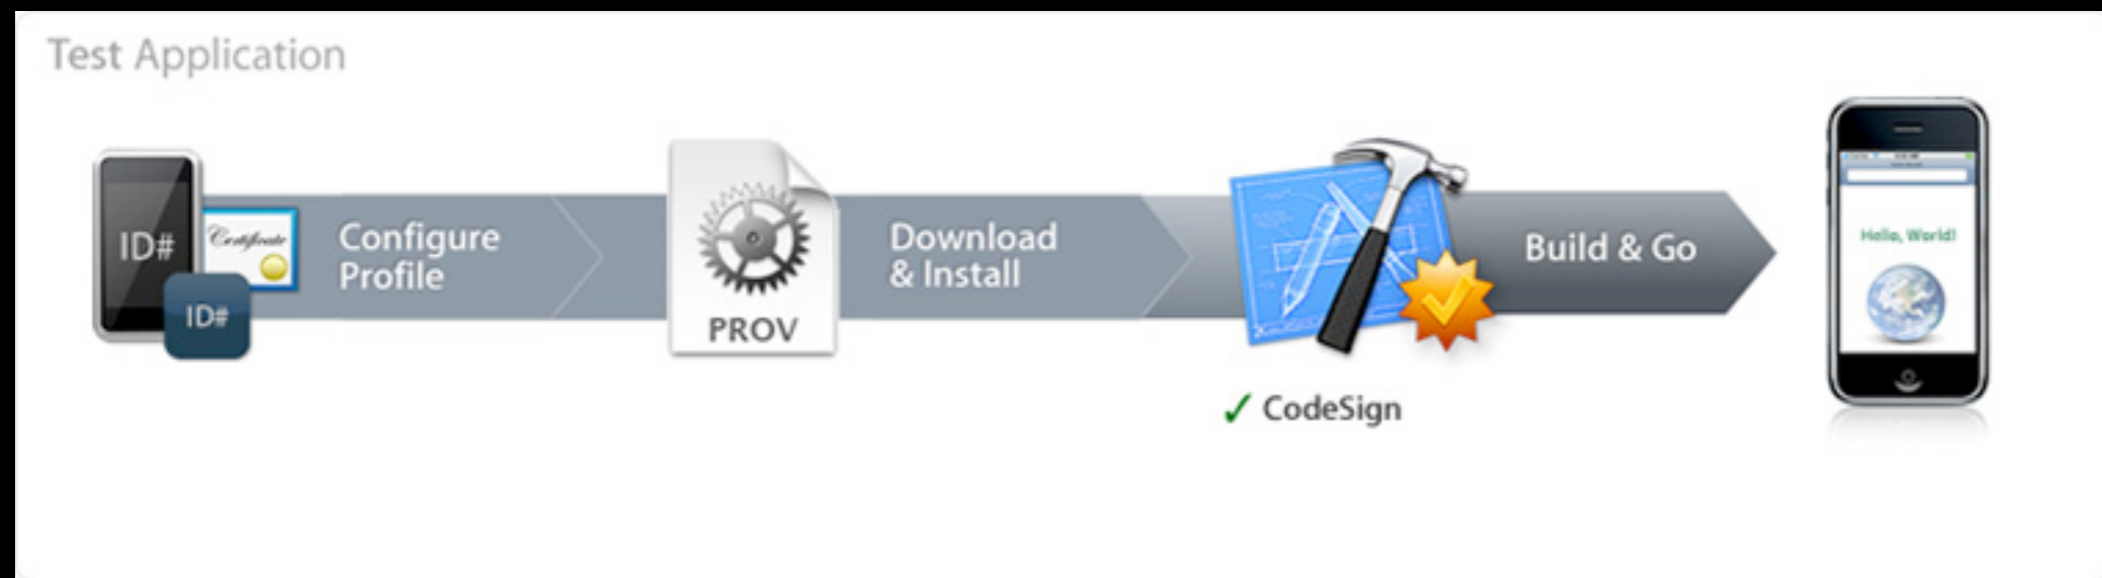 Test Application
ID#
Certificate
ID#
Configure
Profile
PROV
Download
& Install
✓ CodeSign
Build & Go
Hello, World!